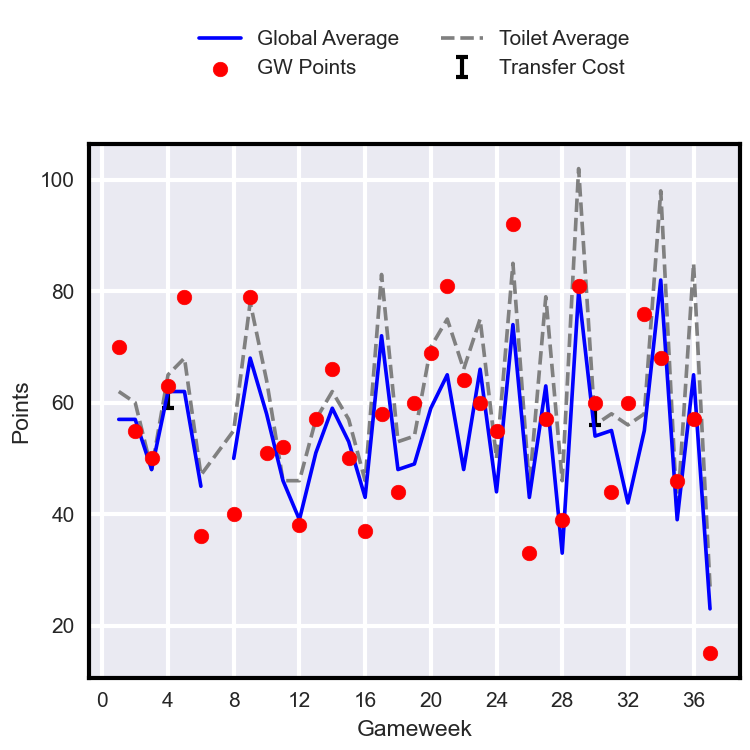 Global Average Toilet Average
GW Points Transfer Cost
100
80
60
40
20
Points
0 4 8 12 16 20 24 28 32 36
Gameweek